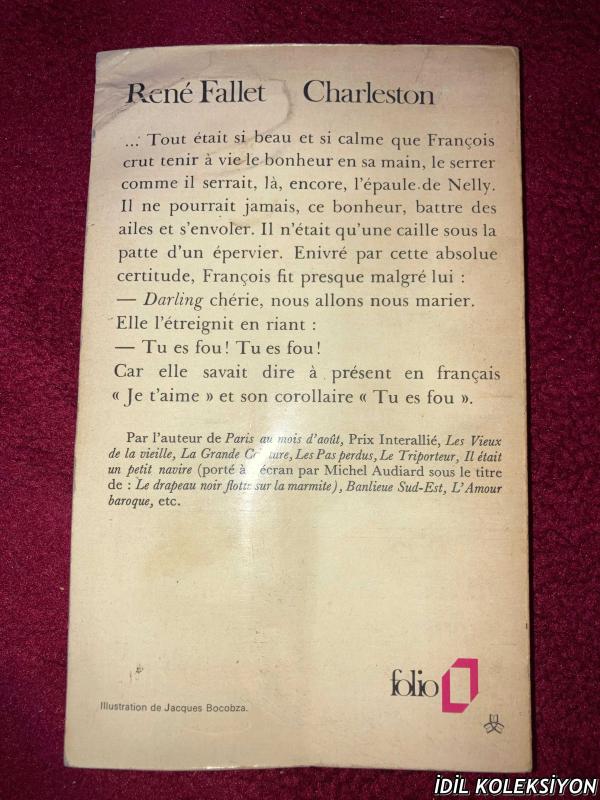 René Fallet Charleston
... Tout était si beau et si calme que François
crut tenir à vie le bonheur en sa main, le serrer
comme il serrait, là, encore, l'épaule de Nelly.
Il ne pourrait jamais, ce bonheur, battre des
ailes et s'envoler. Il n'était qu'une caille sous la
patte d'un épervier. Enivré par cette absolue
certitude, François fit presque malgré lui :
— Darling chérie, nous allons nous marier.
Elle l'étreignit en riant :
— Tu es fou! Tu es fou!
Car elle savait dire à présent en français
« Je t'aime » et son corollaire « Tu es fou ».
Par l'auteur de Paris au mois d'août, Prix Interallié, Les Vieux
de la vieille, La Grande Ceinture, Les Pas perdus, Le Triporteur, Il était
un petit navire (porté à l'écran par Michel Audiard sous le titre
de : Le drapeau noir flotte sur la marmite), Banlieue Sud-Est, L'Amour
baroque, etc.
folio
Illustration de Jacques Bocobza.
İDİL KOLEKSİYON